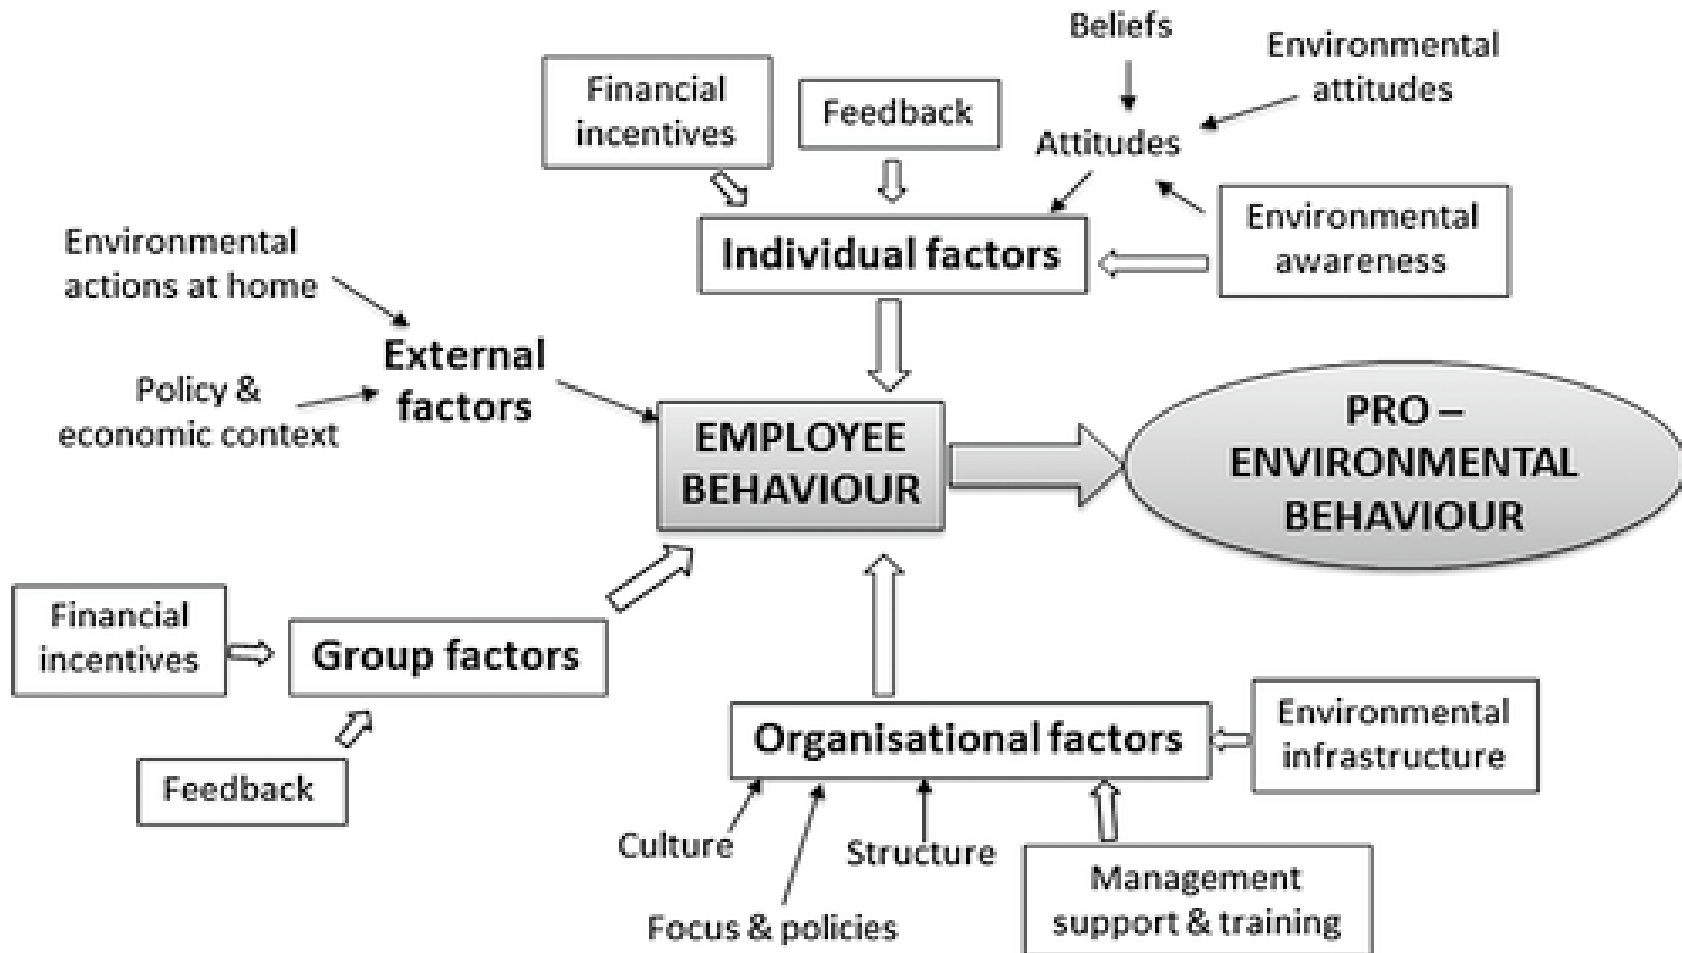 Beliefs
Environmental
attitudes
Financial
incentives
Feedback
Attitudes
Environmental
awareness
Individual factors
Environmental
actions at home
External
factors
Policy &
economic context
EMPLOYEE
BEHAVIOUR
PRO –
ENVIRONMENTAL
BEHAVIOUR
Financial
incentives
Group factors
Feedback
Organisational factors
Environmental
infrastructure
Culture
Structure
Focus & policies
Management
support & training